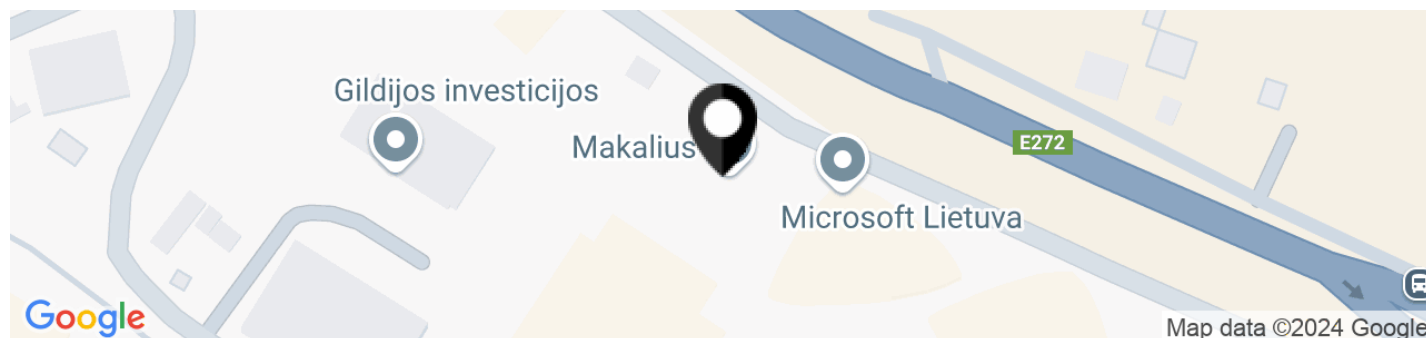 Gildijos investicijos
Makalius
E272
Microsoft Lietuva
Google
Map data ©2024 Google